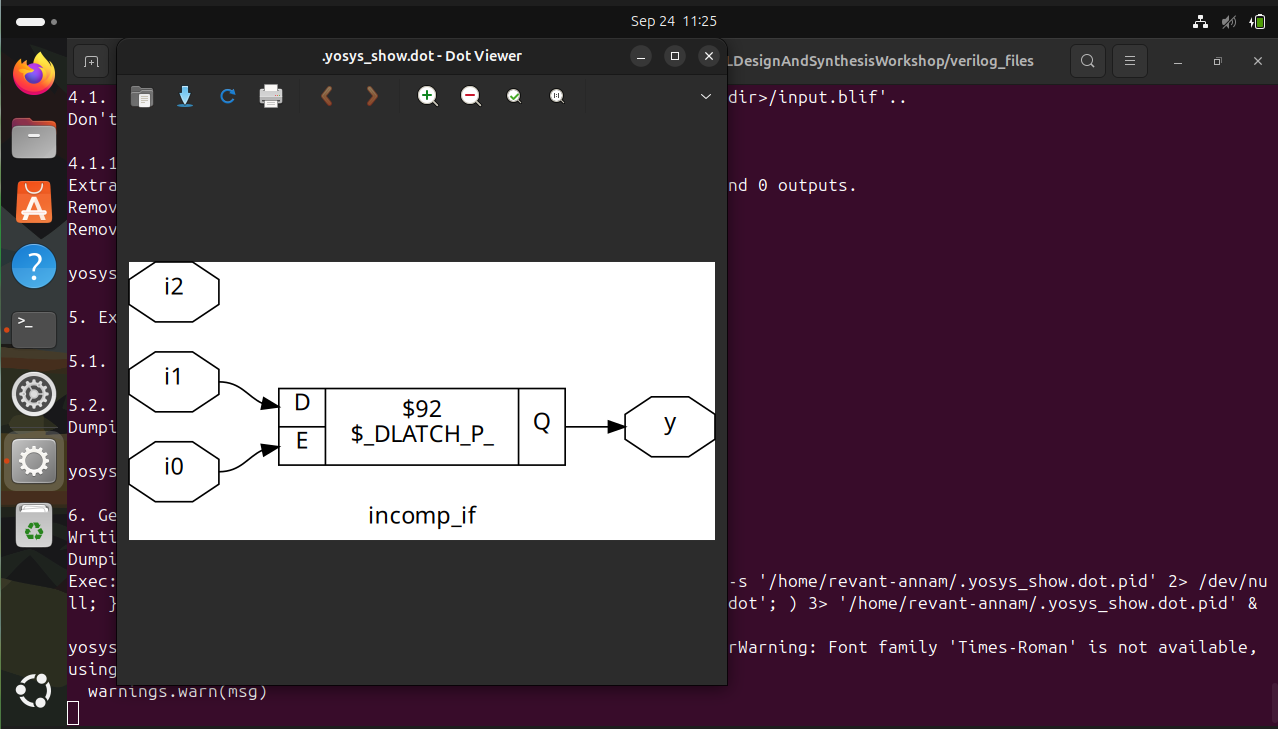 Sep 24 11:25
.yosys_show.dot - Dot Viewer
LDesignAndSynthesisWorkshop/verilog_files
4.1.
dir>/input.blif'..
Don't
4.1.1
Extra
nd 0 outputs.
Remov
Remov
yosys
5. Ex
5.1.
5.2.
Dumpi
yosys
6. Ge
Writi
Dumpi
Exec:
-s '/home/revant-annam/.yosys_show.dot.pid' 2> /dev/nu
ll; }
dot'; ) 3> '/home/revant-annam/.yosys_show.dot.pid' &
yosys
rWarning: Font family 'Times-Roman' is not available,
using
warnings.warn(msg)
i2
i1
i0
D
E
$92
$_DLATCH_P_
Q
y
incomp_if